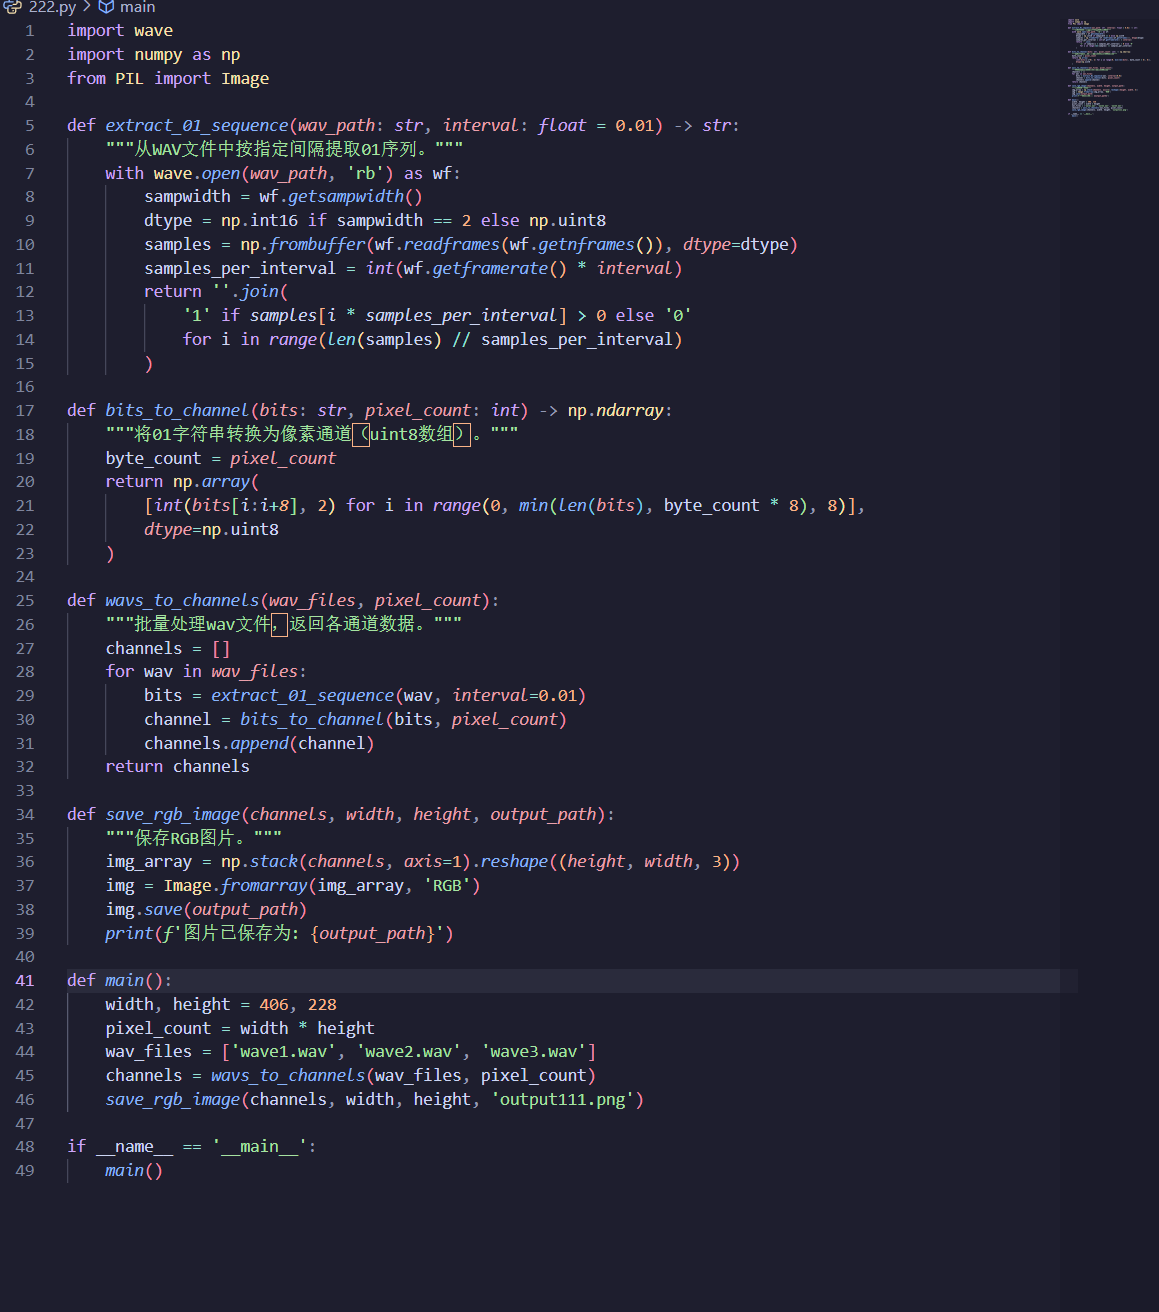 222.py > main
1 import wave
2 import numpy as np
3 from PIL import Image
4
5 def extract_01_sequence(wav_path: str, interval: float = 0.01) -> str:
6     """从WAV文件中按指定间隔提取01序列。"""
7     with wave.open(wav_path, 'rb') as wf:
8         sampwidth = wf.getsampwidth()
9         dtype = np.int16 if sampwidth == 2 else np.uint8
10         samples = np.frombuffer(wf.readframes(wf.getnframes()), dtype=dtype)
11         samples_per_interval = int(wf.getframerate() * interval)
12         return ''.join(
13             '1' if samples[i * samples_per_interval] > 0 else '0'
14             for i in range(len(samples) // samples_per_interval)
15         )
16
17 def bits_to_channel(bits: str, pixel_count: int) -> np.ndarray:
18     """将01字符串转换为像素通道（uint8数组）。"""
19     byte_count = pixel_count
20     return np.array(
21         [int(bits[i:i+8], 2) for i in range(0, min(len(bits), byte_count * 8), 8)],
22         dtype=np.uint8
23     )
24
25 def wavs_to_channels(wav_files, pixel_count):
26     """批量处理wav文件，返回各通道数据。"""
27     channels = []
28     for wav in wav_files:
29         bits = extract_01_sequence(wav, interval=0.01)
30         channel = bits_to_channel(bits, pixel_count)
31         channels.append(channel)
32     return channels
33
34 def save_rgb_image(channels, width, height, output_path):
35     """保存RGB图片。"""
36     img_array = np.stack(channels, axis=1).reshape((height, width, 3))
37     img = Image.fromarray(img_array, 'RGB')
38     img.save(output_path)
39     print(f'图片已保存为: {output_path}')
40
41 def main():
42     width, height = 406, 228
43     pixel_count = width * height
44     wav_files = ['wave1.wav', 'wave2.wav', 'wave3.wav']
45     channels = wavs_to_channels(wav_files, pixel_count)
46     save_rgb_image(channels, width, height, 'output111.png')
47
48 if __name__ == '__main__':
49     main()